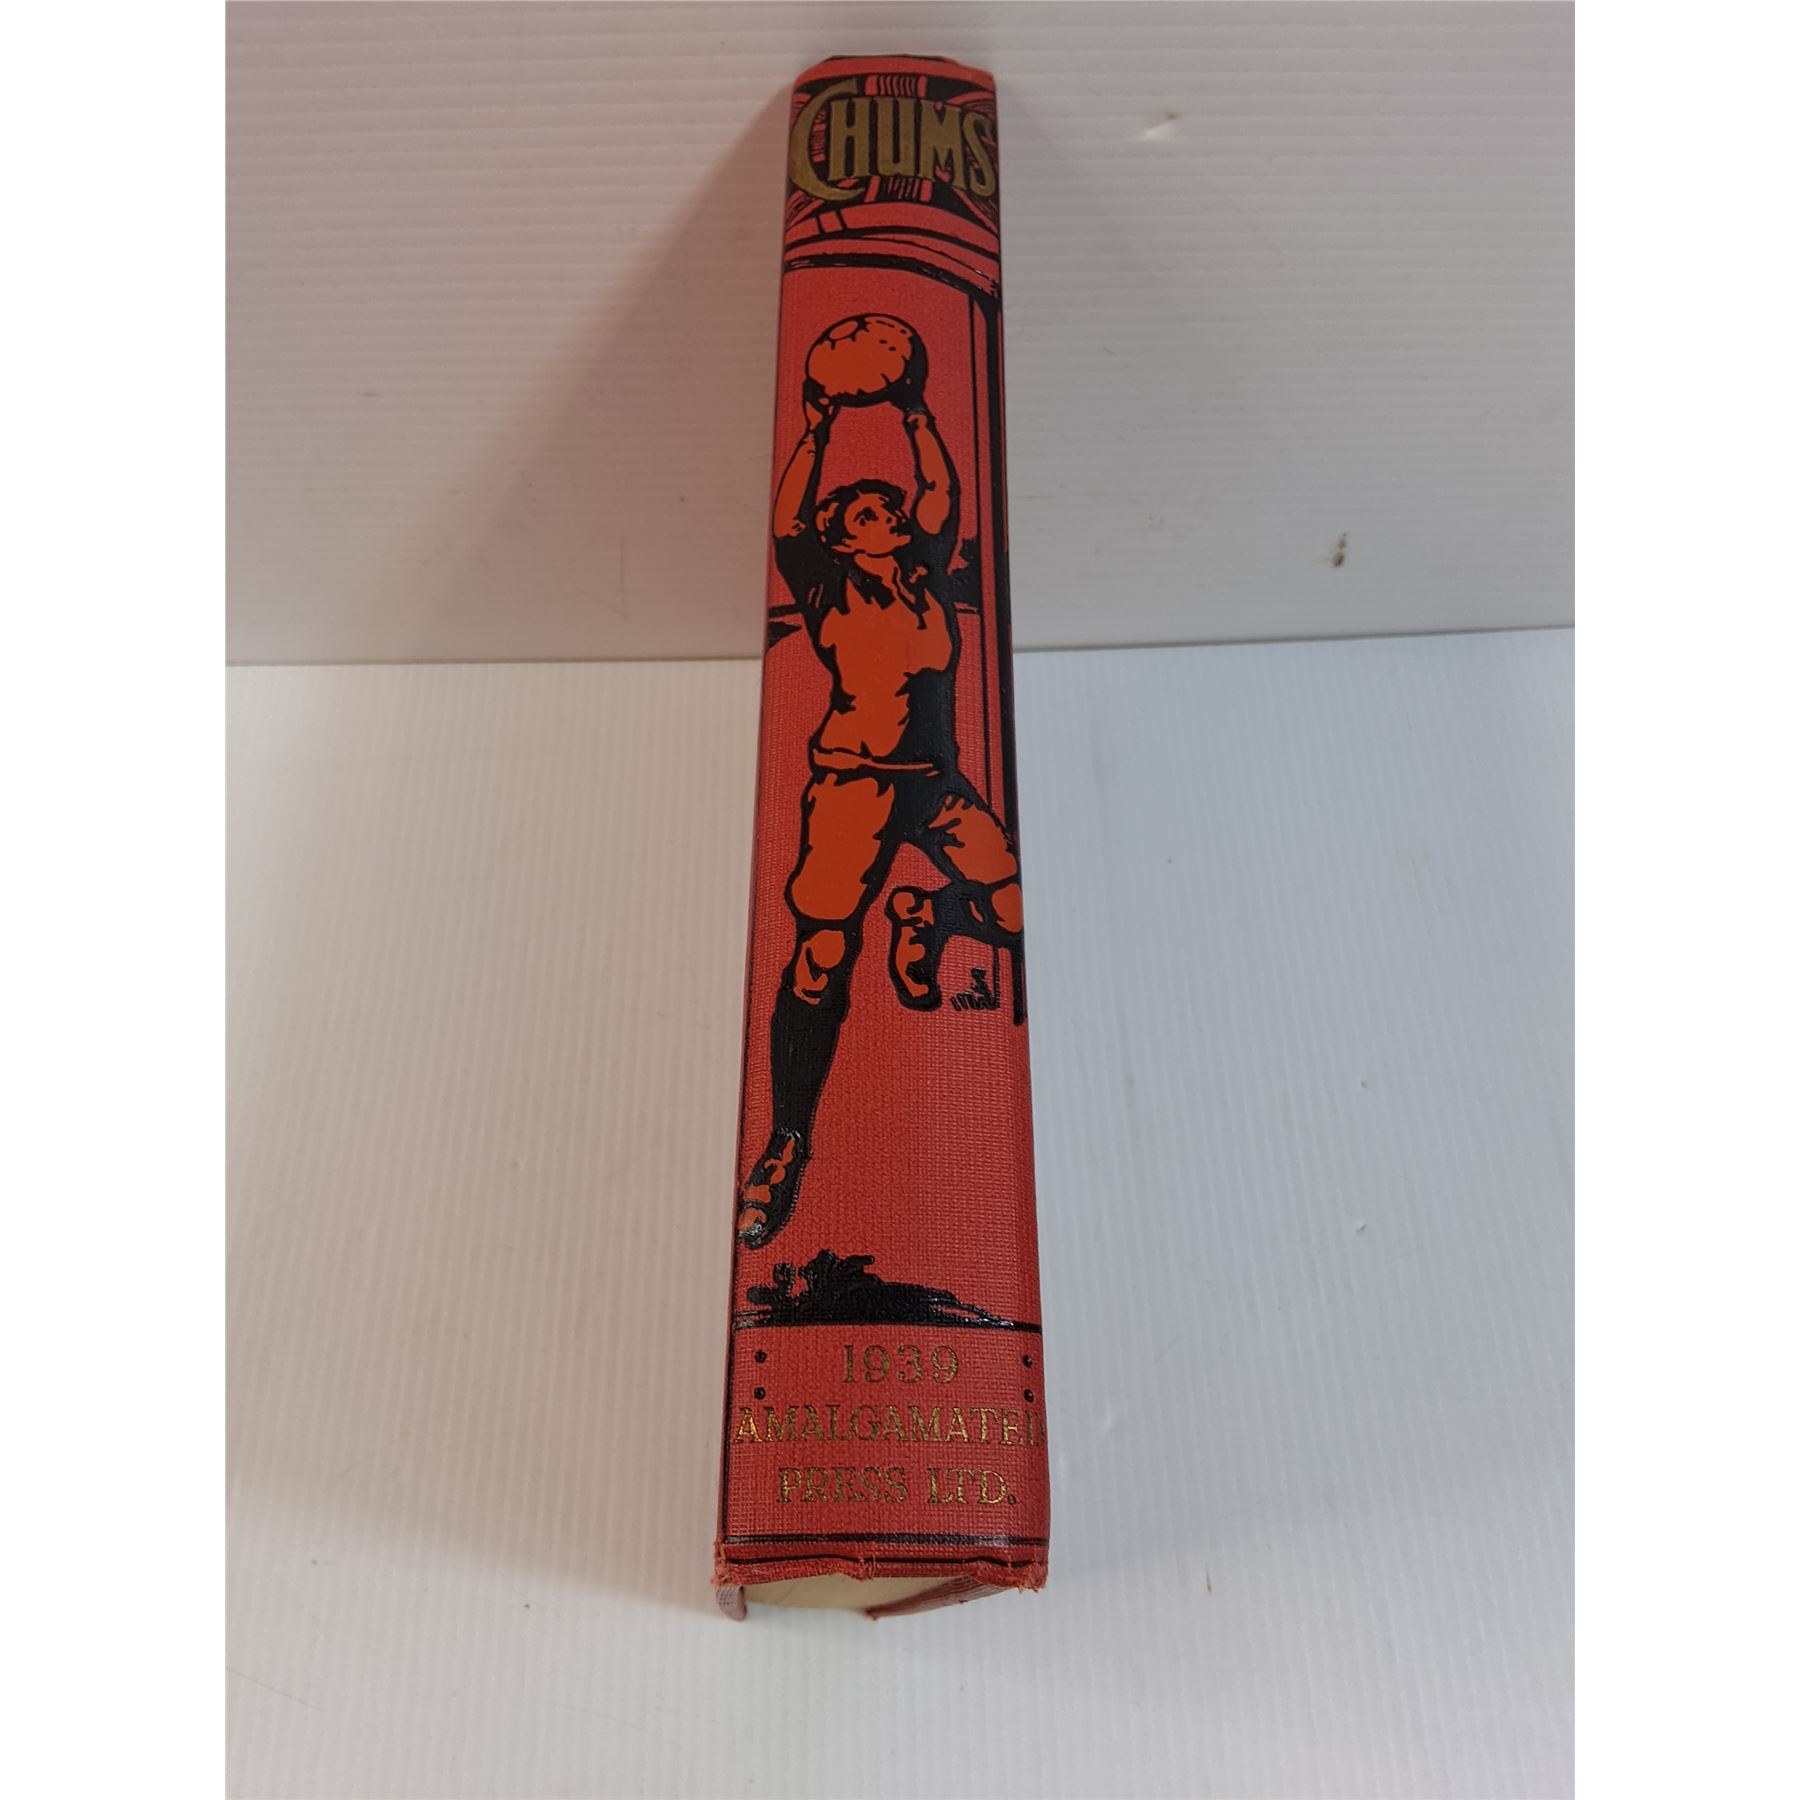 CHUMS
1939
AMALGAMATED
PRESS LTD.